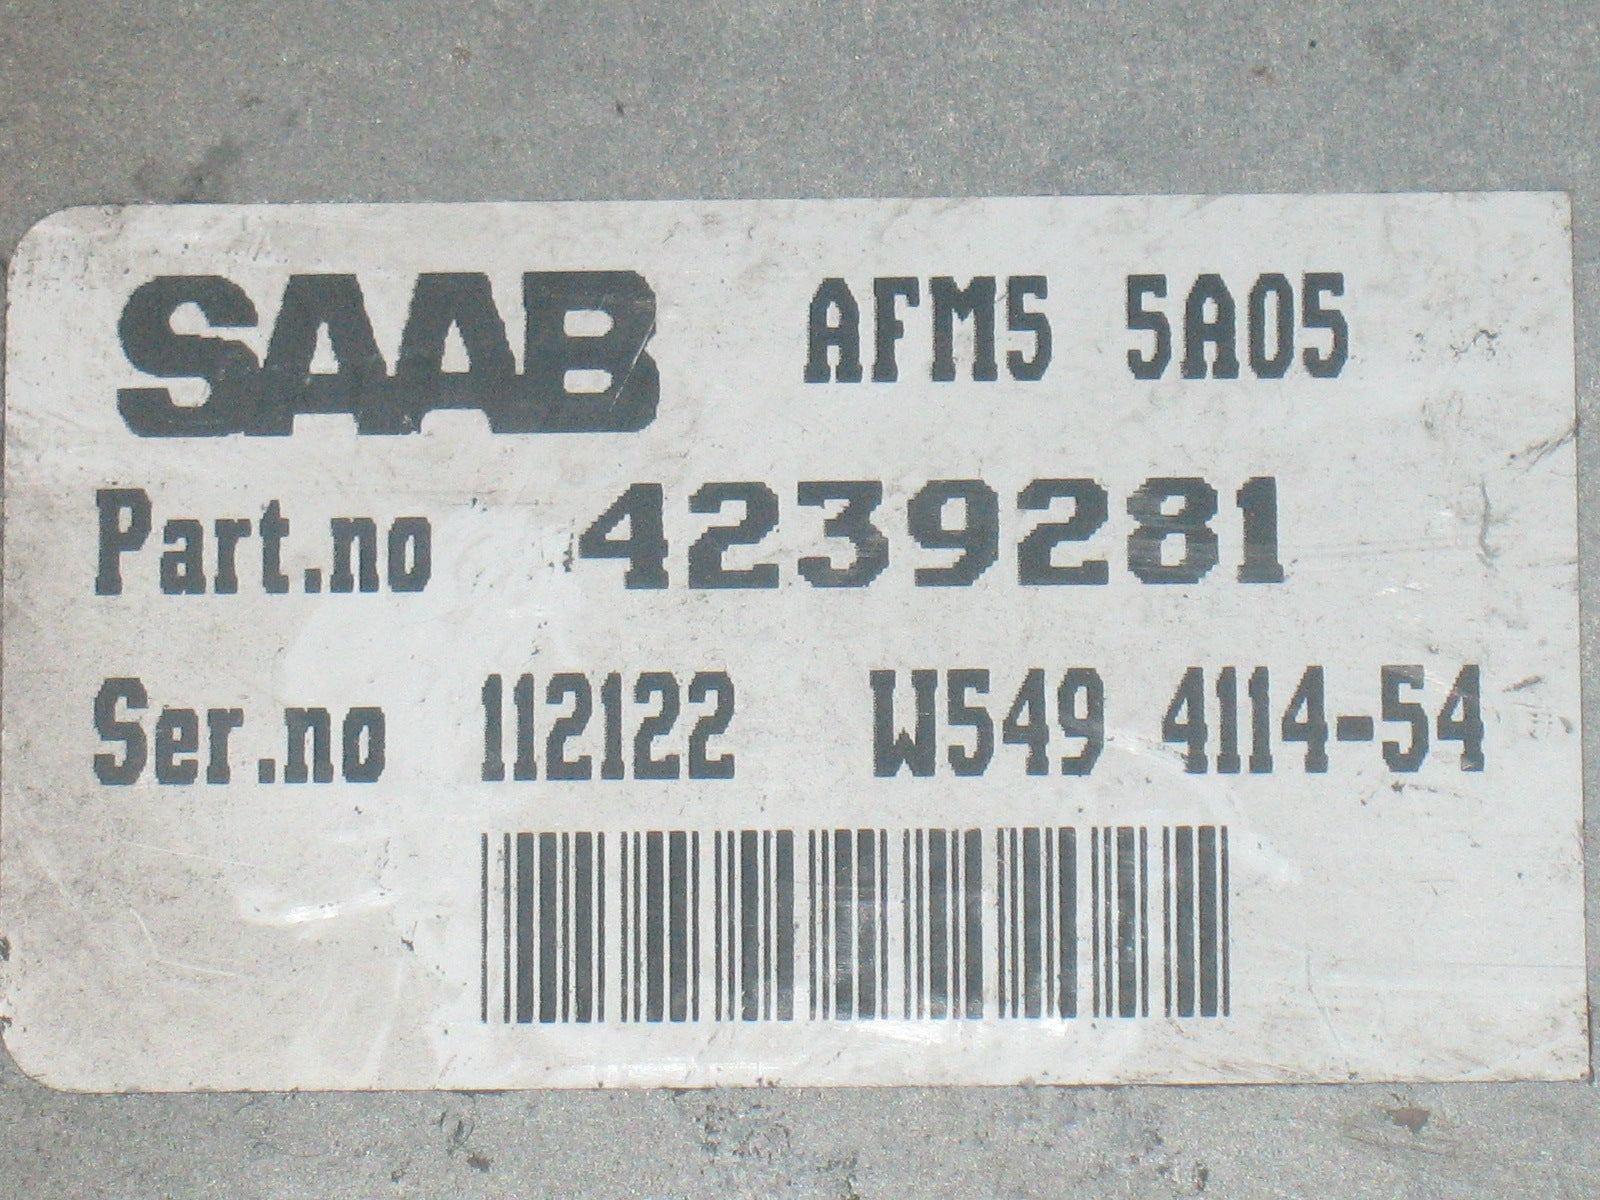 SAAB AFM5 5A05
Part.no 4239281
Ser.no 112122 W549 4114-54